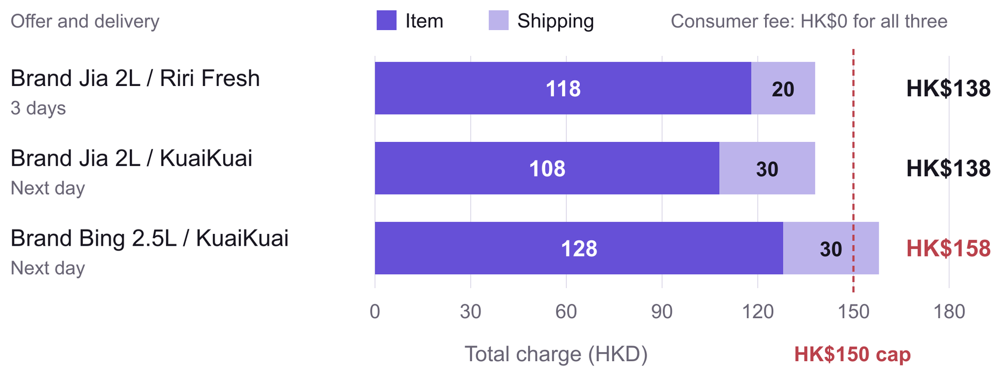 Offer and delivery
Item
Shipping
Consumer fee: HK$0 for all three
Brand Jia 2L / Riri Fresh
3 days
118
20
HK$138
Brand Jia 2L / KuaiKuai
Next day
108
30
HK$138
Brand Bing 2.5L / KuaiKuai
Next day
128
30
HK$158
0 30 60 90 120 150 180
Total charge (HKD)
HK$150 cap